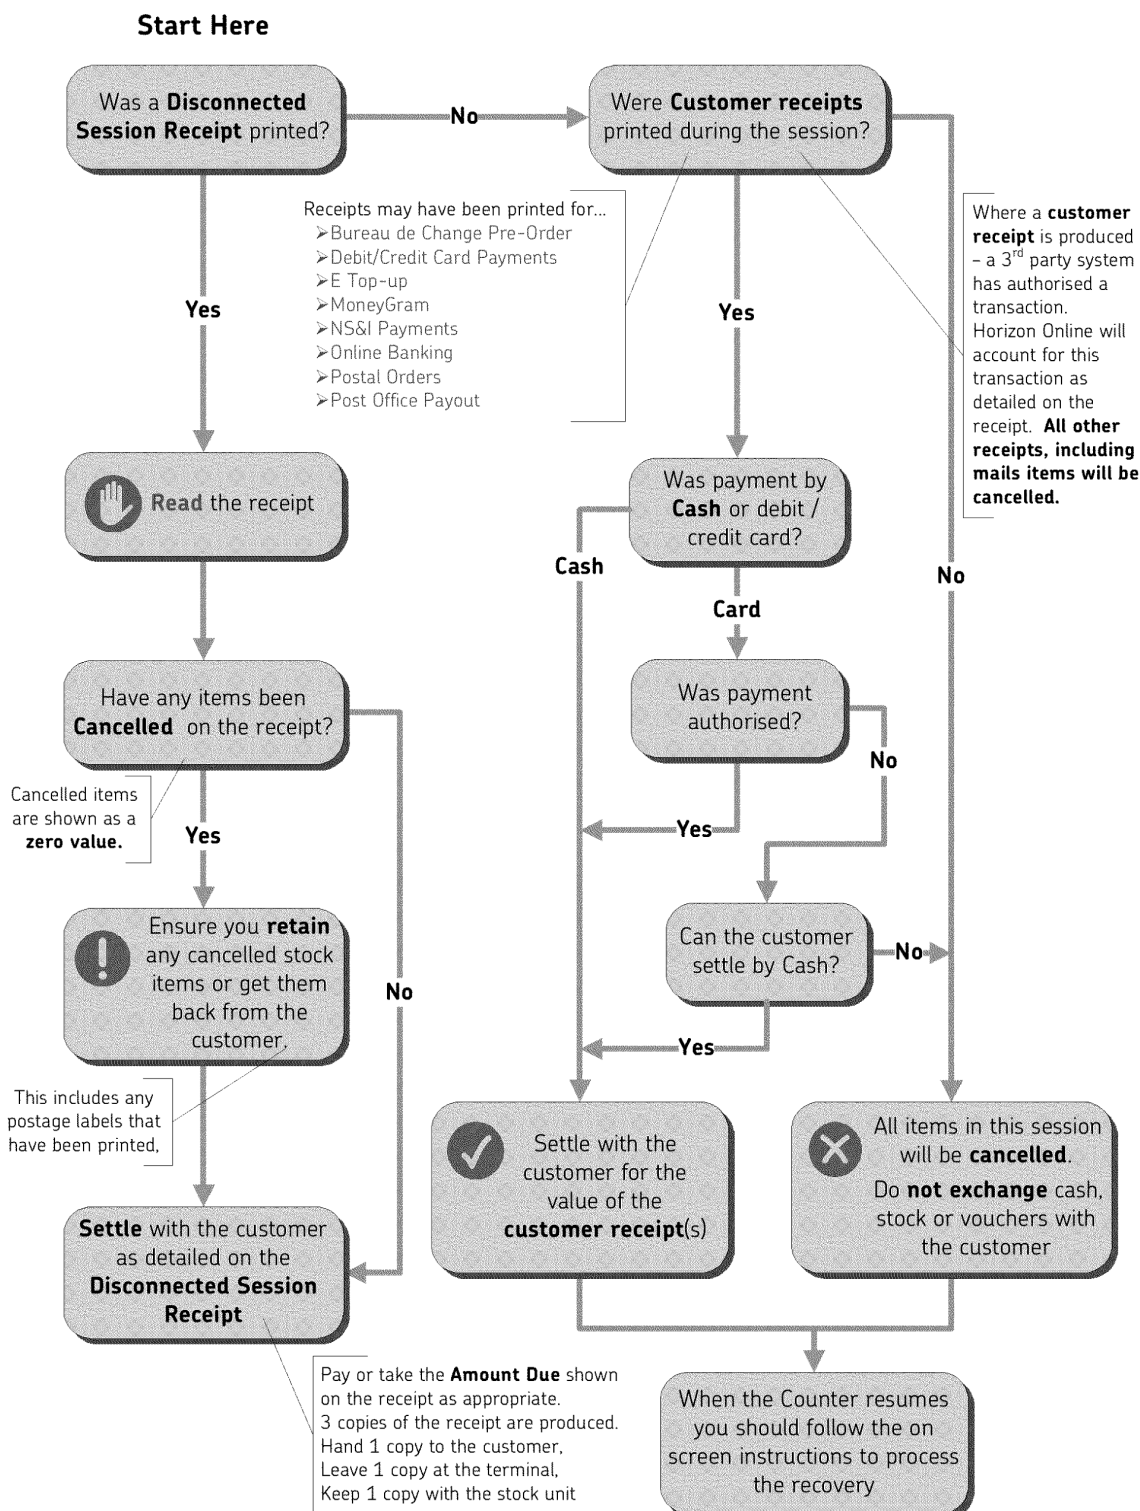 Start Here
Was a Disconnected
Session Receipt printed?
No
Were Customer receipts
printed during the session?
Receipts may have been printed for...
➢Bureau de Change Pre-Order
➢Debit/Credit Card Payments
➢E Top-up
➢MoneyGram
➢NS&I Payments
➢Online Banking
➢Postal Orders
➢Post Office Payout
Where a customer
receipt is produced
– a 3rd party system
has authorised a
transaction.
Horizon Online will
account for this
transaction as
detailed on the
receipt. All other
receipts, including
mails items will be
cancelled.
Yes
Yes
Read the receipt
Was payment by
Cash or debit /
credit card?
Cash
Card
No
Have any items been
Cancelled on the receipt?
Was payment
authorised?
No
Cancelled items
are shown as a
zero value.
Yes
Yes
Ensure you retain
any cancelled stock
items or get them
back from the
customer.
No
Can the customer
settle by Cash?
No
Yes
This includes any
postage labels that
have been printed,
Settle with the customer
as detailed on the
Disconnected Session
Receipt
Settle with the
customer for the
value of the
customer receipt(s)
All items in this session
will be cancelled.
Do not exchange cash,
stock or vouchers with
the customer
Pay or take the Amount Due shown
on the receipt as appropriate.
3 copies of the receipt are produced.
Hand 1 copy to the customer,
Leave 1 copy at the terminal,
Keep 1 copy with the stock unit
When the Counter resumes
you should follow the on
screen instructions to process
the recovery